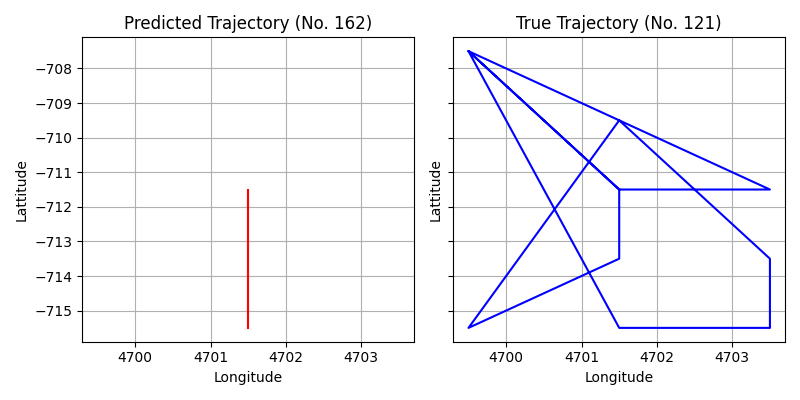 Predicted Trajectory (No. 162)
True Trajectory (No. 121)
−708
−709
−710
−711
−712
−713
−714
−715
Lattitude
Lattitude
4700
4701
4702
4703
4700
4701
4702
4703
Longitude
Longitude